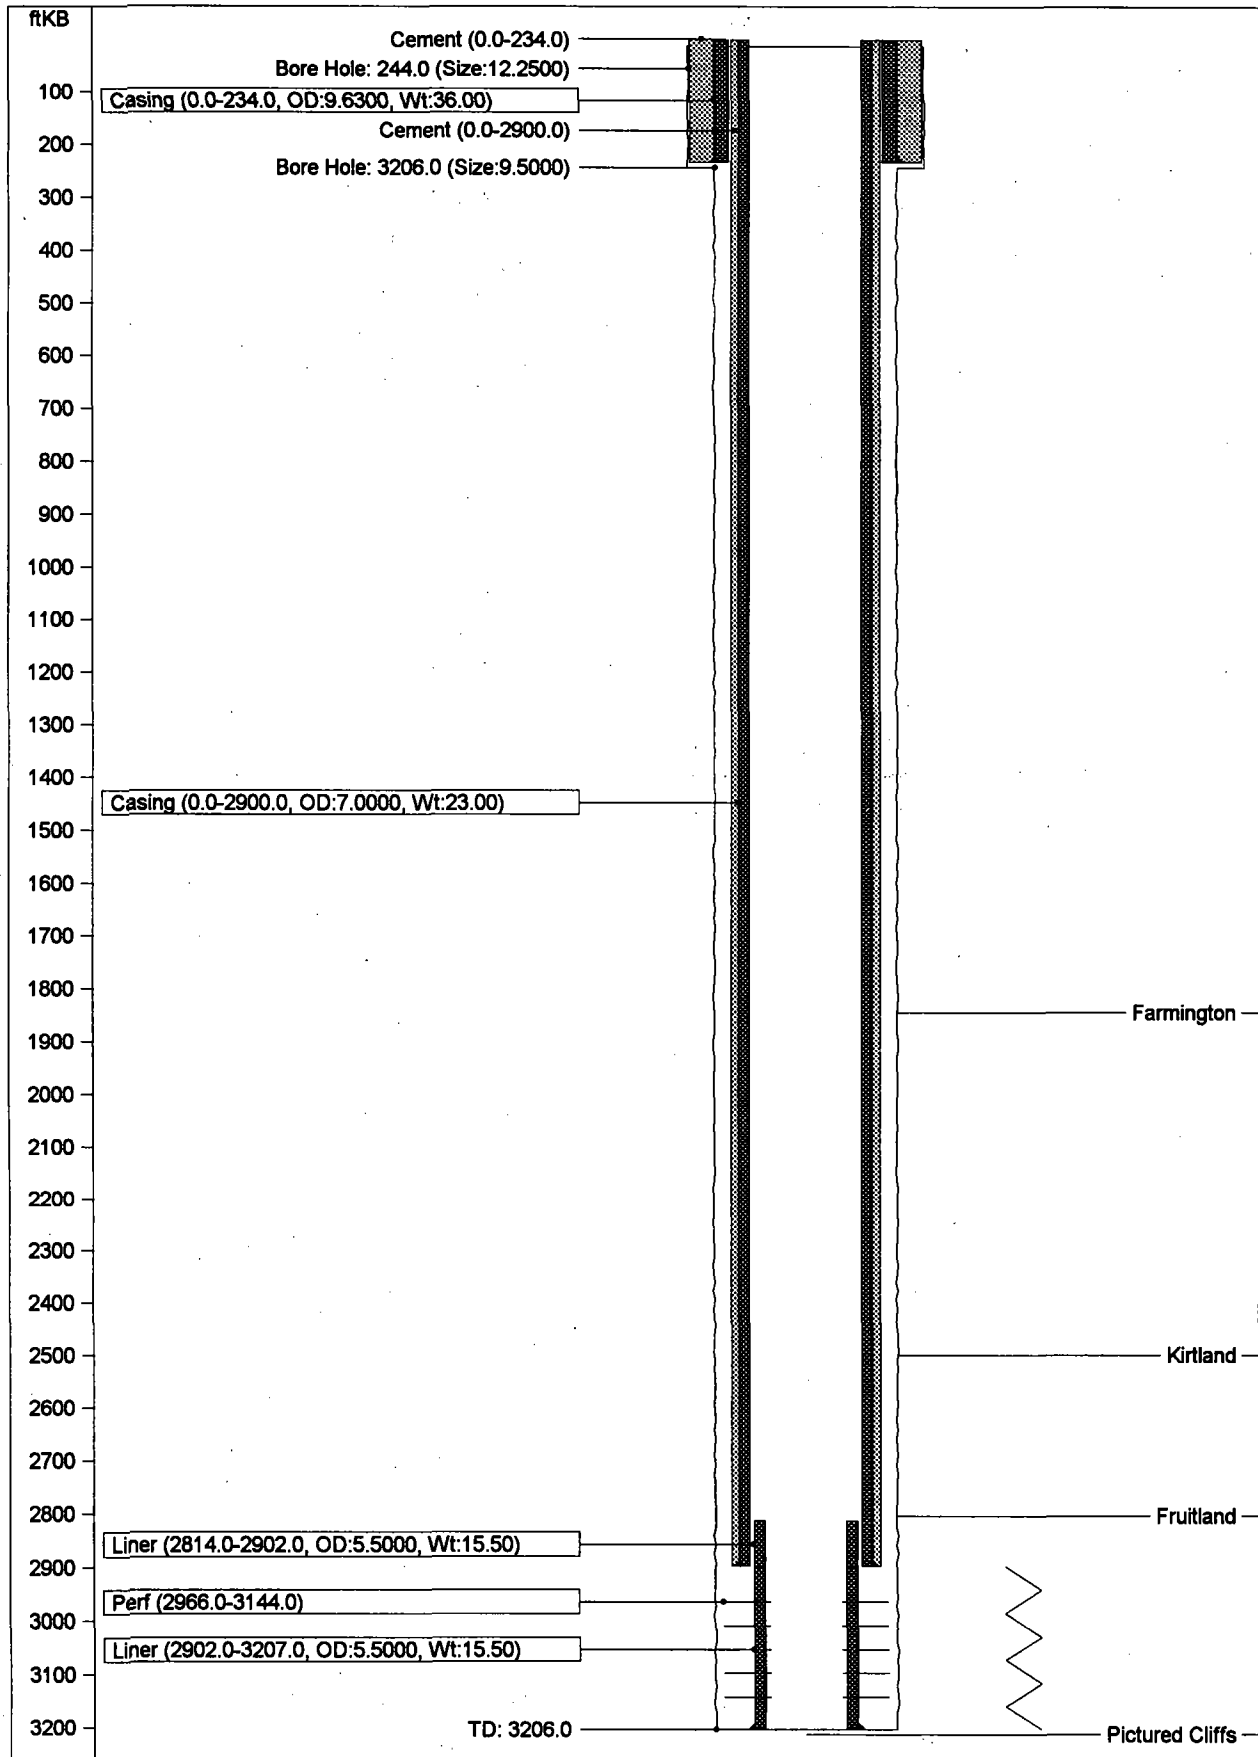 ftKB
Cement (0.0-234.0)
Bore Hole: 244.0 (Size:12.2500)
100
Casing (0.0-234.0, OD:9.6300, Wt:36.00)
Cement (0.0-2900.0)
200
Bore Hole: 3206.0 (Size:9.5000)
300
400
500
600
700
800
900
1000
1100
1200
1300
1400
Casing (0.0-2900.0, OD:7.0000, Wt:23.00)
1500
1600
1700
1800
Farmington
1900
2000
2100
2200
2300
2400
2500
Kirtland
2600
2700
2800
Fruitland
Liner (2814.0-2902.0, OD:5.5000, Wt:15.50)
2900
Perf (2966.0-3144.0)
3000
Liner (2902.0-3207.0, OD:5.5000, Wt:15.50)
3100
3200
TD: 3206.0
Pictured Cliffs